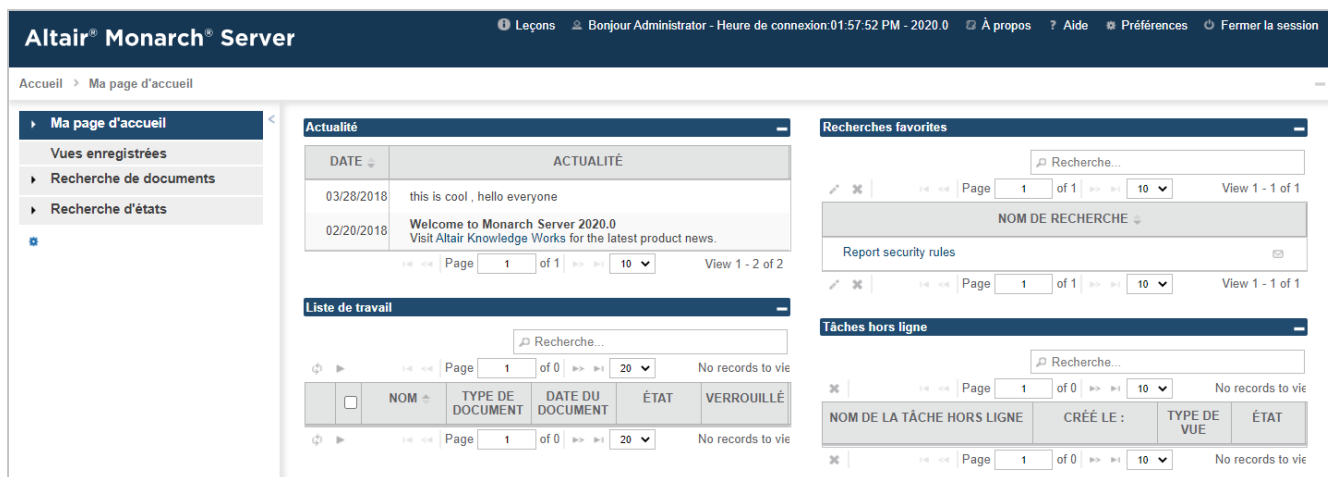 Altair® Monarch® Server
Leçons Bonjour Administrator - Heure de connexion:01:57:52 PM - 2020.0 À propos ? Aide Préférences Fermer la session
Accueil > Ma page d'accueil
Ma page d'accueil
Vues enregistrées
Recherche de documents
Recherche d'états
Actualité
DATE ACTUALITÉ
03/28/2018 this is cool , hello everyone
02/20/2018 Welcome to Monarch Server 2020.0
Visit Altair Knowledge Works for the latest product news.
Page 1 of 1 10 View 1 - 2 of 2
Liste de travail
Recherche...
Page 1 of 0 20 No records to vie
NOM TYPE DE DOCUMENT DATE DU DOCUMENT ÉTAT VERROUILLÉ
Page 1 of 0 20 No records to vie
Recherches favorites
Recherche...
Page 1 of 1 10 View 1 - 1 of 1
NOM DE RECHERCHE
Report security rules
Page 1 of 1 10 View 1 - 1 of 1
Tâches hors ligne
Recherche...
Page 1 of 0 10 No records to vie
NOM DE LA TÂCHE HORS LIGNE CRÉÉ LE : TYPE DE VUE ÉTAT
Page 1 of 0 10 No records to vie